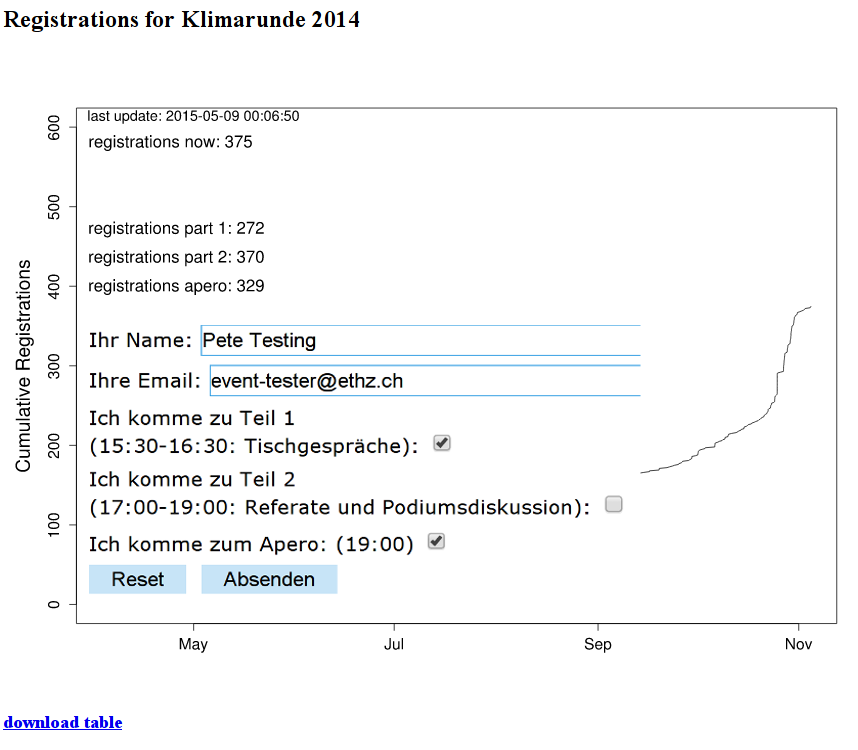 Registrations for Klimarunde 2014
last update: 2015-05-09 00:06:50
registrations now: 375
registrations part 1: 272
registrations part 2: 370
registrations apero: 329
Cumulative Registrations
600
500
400
300
200
100
0
Ihr Name: Pete Testing
Ihre Email: event-tester@ethz.ch
Ich komme zu Teil 1
(15:30-16:30: Tischgespräche):
Ich komme zu Teil 2
(17:00-19:00: Referate und Podiumsdiskussion):
Ich komme zum Apero: (19:00)
Reset Absenden
May Jul Sep Nov
download table